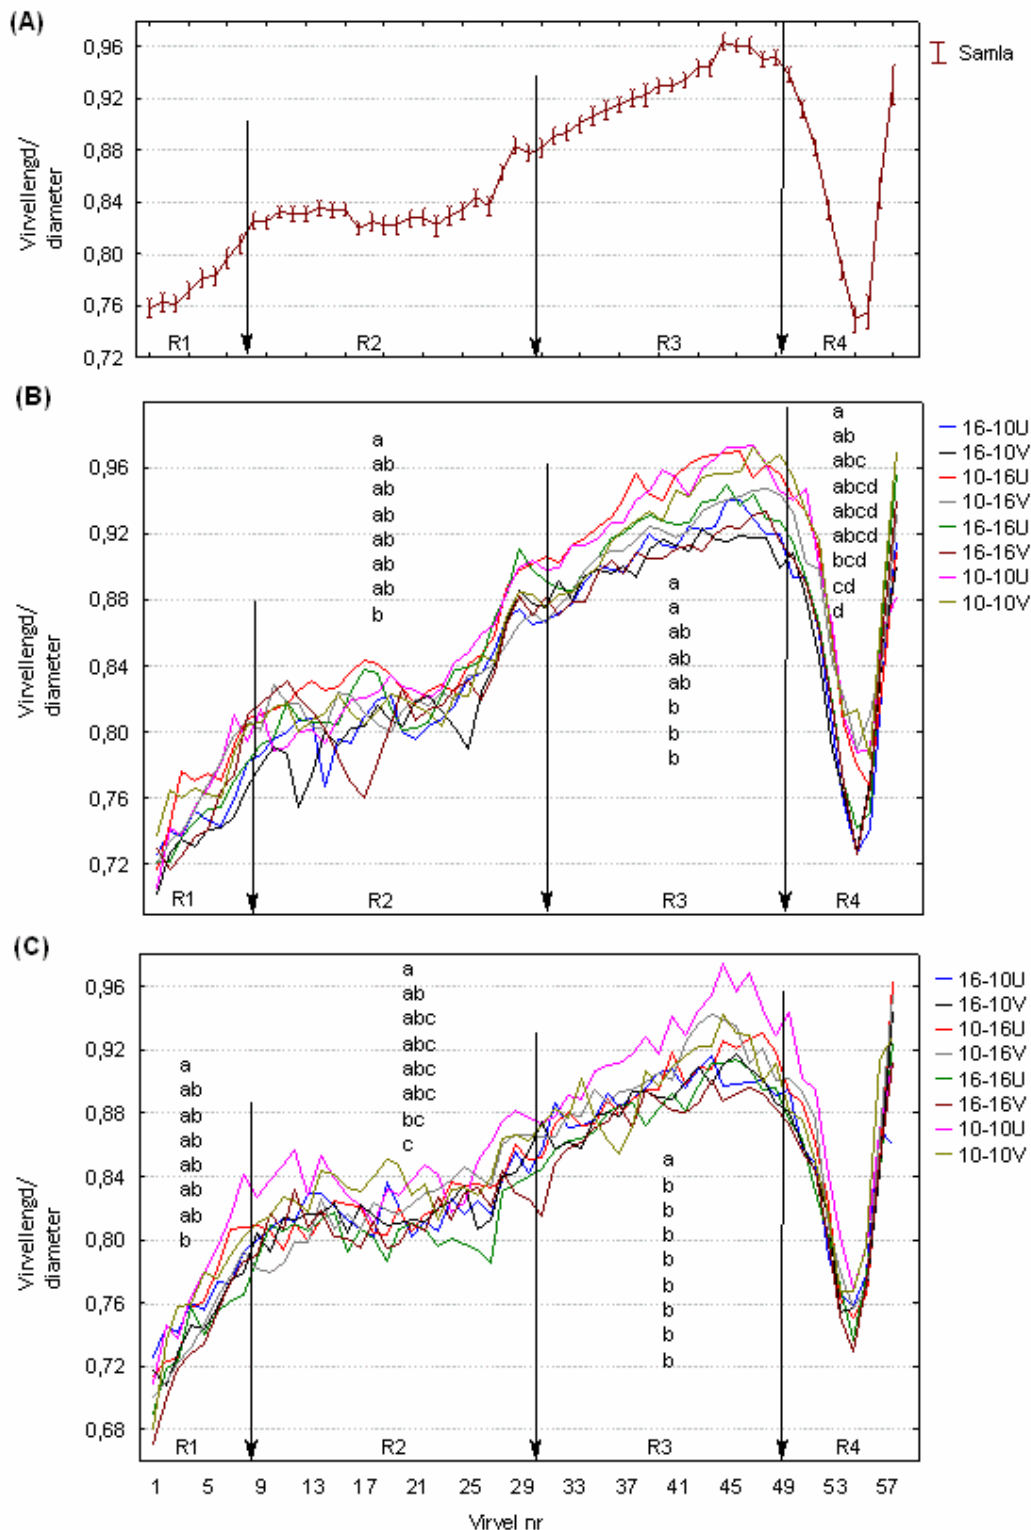 (A)
0,96
0,92
0,88
0,84
0,80
0,76
0,72
Virvellengd/
diameter
R1 R2 R3 R4
Samla
(B)
0,96
0,92
0,88
0,84
0,80
0,76
0,72
Virvellengd/
diameter
a
ab
ab
ab
ab
ab
ab
b
a
a
ab
ab
ab
b
b
b
a
ab
abc
abcd
abcd
abcd
bcd
cd
d
R1 R2 R3 R4
16-10U
16-10V
10-16U
10-16V
16-16U
16-16V
10-10U
10-10V
(C)
0,96
0,92
0,88
0,84
0,80
0,76
0,72
0,68
Virvellengd/
diameter
a
ab
ab
ab
ab
ab
ab
b
a
ab
abc
abc
abc
abc
bc
c
a
b
b
b
b
b
b
b
b
R1 R2 R3 R4
16-10U
16-10V
10-16U
10-16V
16-16U
16-16V
10-10U
10-10V
1 5 9 13 17 21 25 29 33 37 41 45 49 53 57
Virvel nr